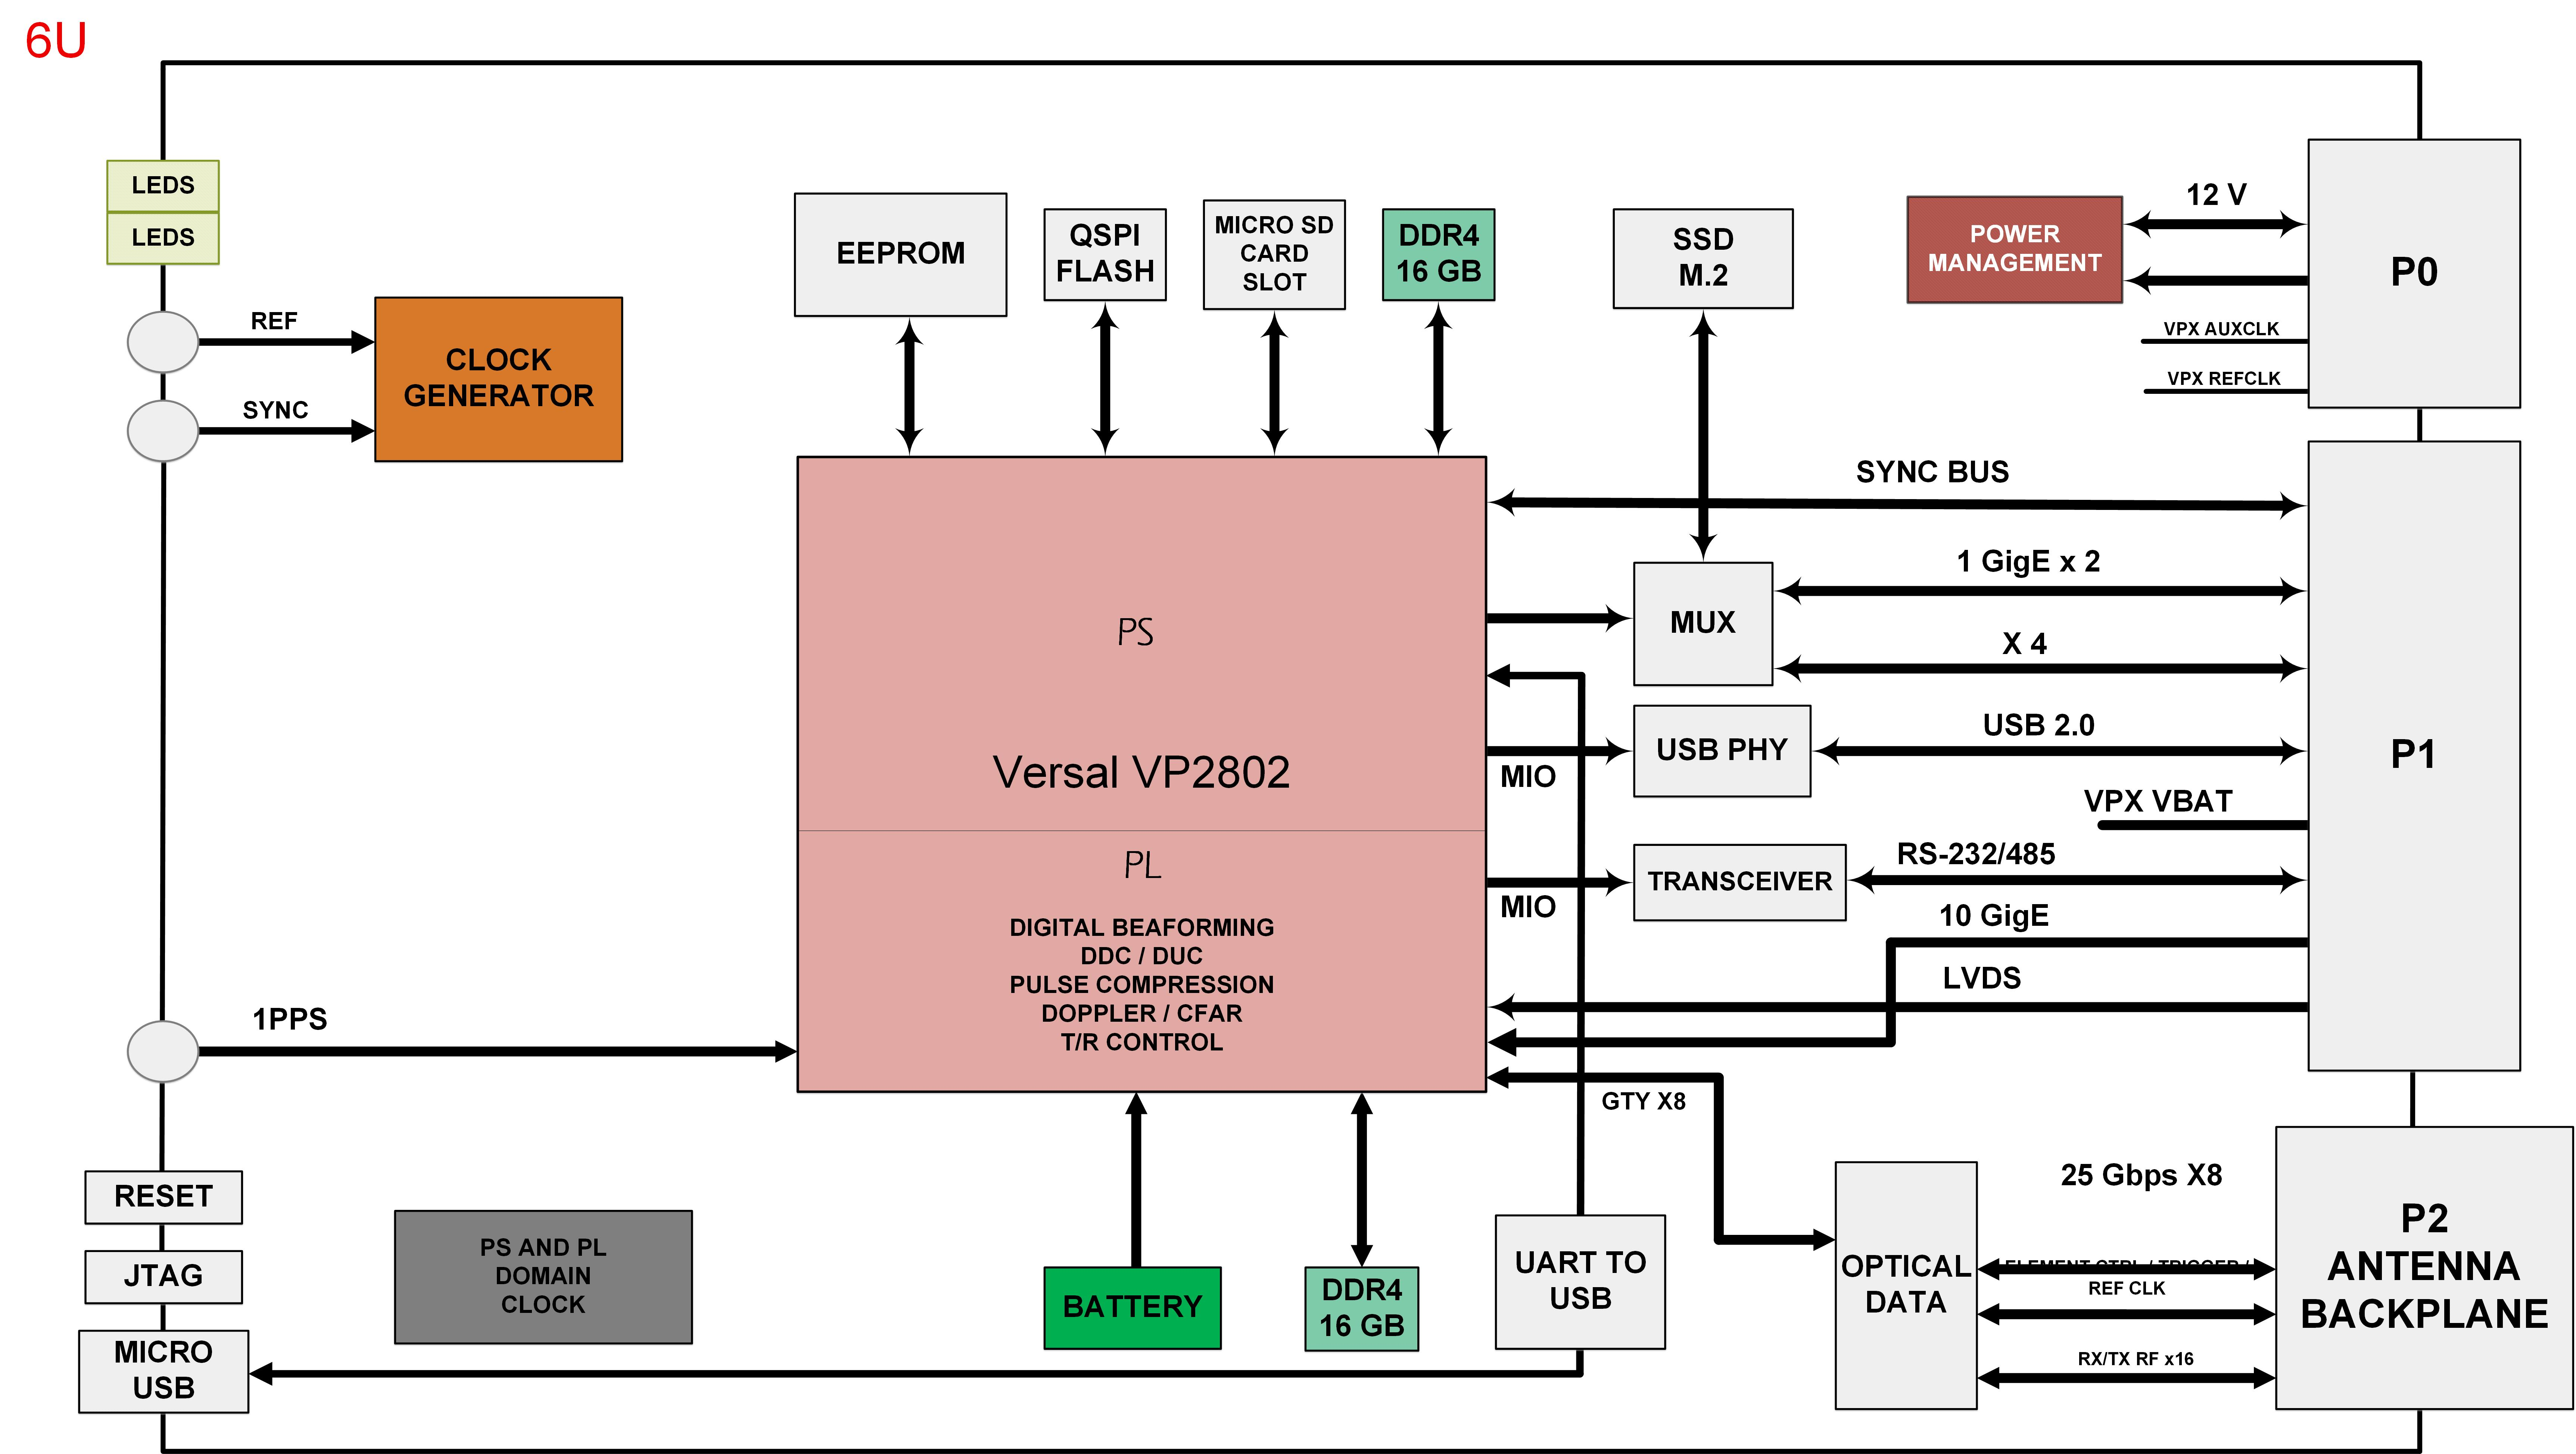 6U
LEDS
LEDS
REF
SYNC
CLOCK
GENERATOR
EEPROM
QSPI
FLASH
MICRO SD
CARD
SLOT
DDR4
16 GB
SSD
M.2
POWER
MANAGEMENT
12 V
VPX AUXCLK
VPX REFCLK
P0
SYNC BUS
1 GigE x 2
X 4
MUX
PS
Versal VP2802
PL
DIGITAL BEAFORMING
DDC / DUC
PULSE COMPRESSION
DOPPLER / CFAR
T/R CONTROL
MIO
USB PHY
USB 2.0
VPX VBAT
P1
MIO
TRANSCEIVER
RS-232/485
10 GigE
LVDS
1PPS
GTY X8
RESET
JTAG
MICRO
USB
PS AND PL
DOMAIN
CLOCK
BATTERY
DDR4
16 GB
UART TO
USB
OPTICAL
DATA
25 Gbps X8
ELEMENT CTRL / TRIGGER /
REF CLK
RX/TX RF x16
P2
ANTENNA
BACKPLANE